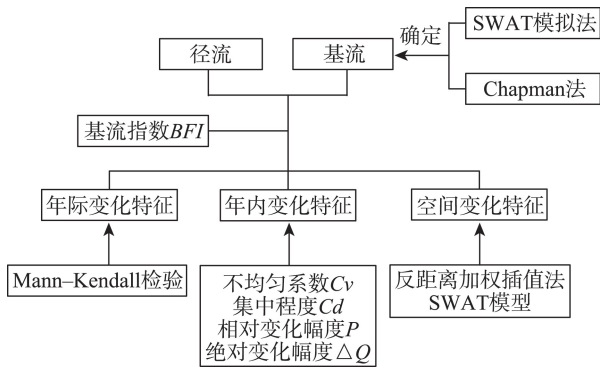 SWAT模拟法
确定
径流
基流
Chapman法
基流指数BFI
年际变化特征
年内变化特征
空间变化特征
Mann–Kendall检验
不均匀系数Cv
集中程度Cd
相对变化幅度P
绝对变化幅度△Q
反距离加权插值法
SWAT模型